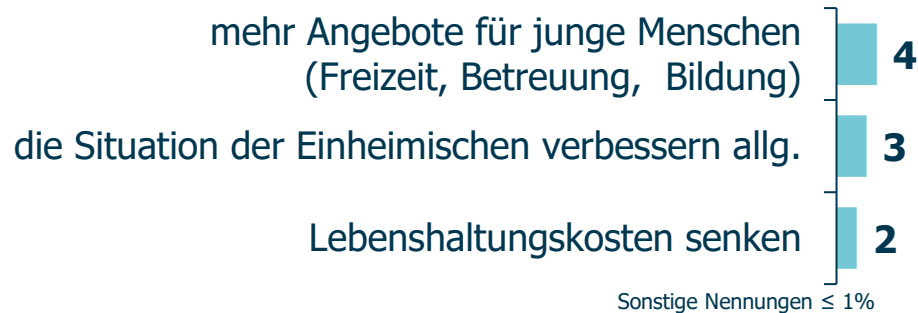 mehr Angebote für junge Menschen
(Freizeit, Betreuung, Bildung)
4
die Situation der Einheimischen verbessern allg.
3
Lebenshaltungskosten senken
2
Sonstige Nennungen ≤ 1%